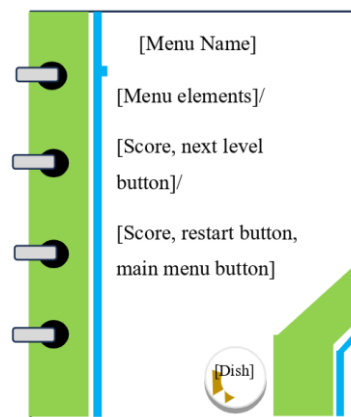 [Menu Name]
[Menu elements]/
[Score, next level
button]/
[Score, restart button,
main menu button]
[Dish]